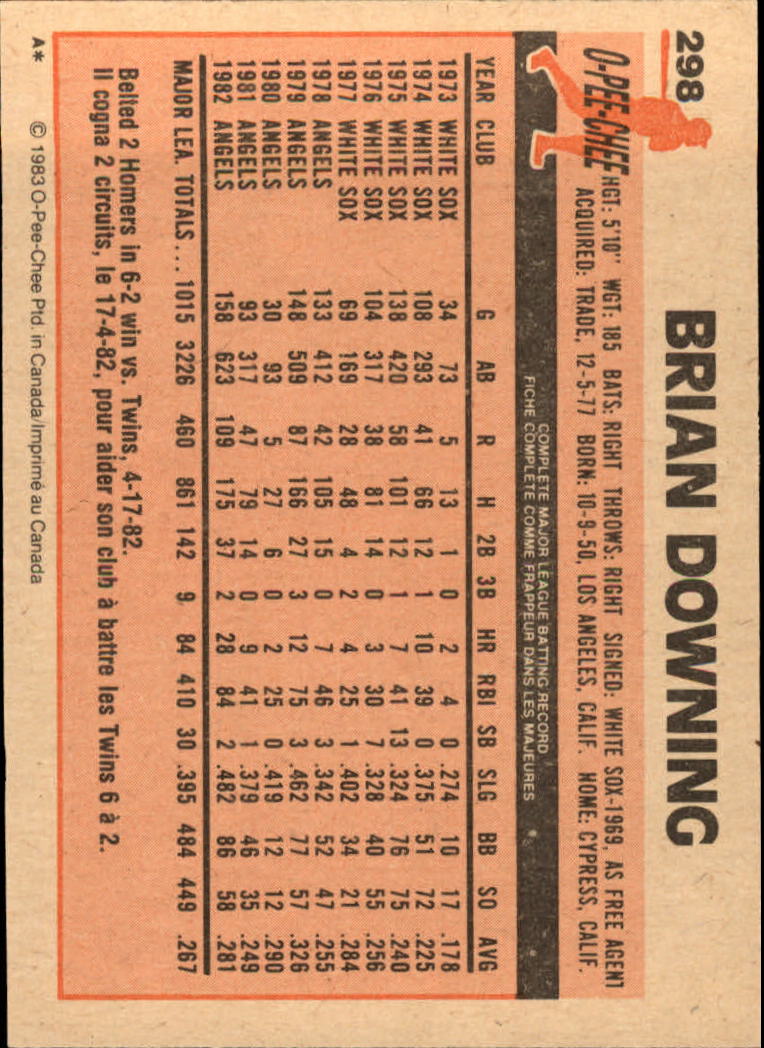 298
BRIAN DOWNING
O-PEE-CHEE
HGT: 5'10" WGT: 185 BATS: RIGHT THROWS: RIGHT SIGNED: WHITE SOX-1969, AS FREE AGENT
ACQUIRED: TRADE, 12-5-77 BORN: 10-9-50, LOS ANGELES, CALIF. HOME: CYPRESS, CALIF.
COMPLETE MAJOR LEAGUE BATTING RECORD
FICHE COMPLÈTE COMME FRAPPEUR DANS LES MAJEURES
YEAR CLUB G AB R H 2B 3B HR RBI SB SLG BB SO AVG
1973 WHITE SOX 34 73 5 13 1 0 2 4 0 .274 10 17 .178
1974 WHITE SOX 108 293 41 66 12 1 10 39 0 .375 51 72 .225
1975 WHITE SOX 138 420 58 101 12 1 7 41 13 .324 76 75 .240
1976 WHITE SOX 104 317 38 81 14 0 3 30 7 .328 40 55 .256
1977 WHITE SOX 69 169 28 48 4 2 4 25 1 .402 34 21 .284
1978 ANGELS 133 412 42 105 15 0 7 46 3 .342 52 47 .255
1979 ANGELS 148 509 87 166 27 3 12 75 3 .462 77 57 .326
1980 ANGELS 30 93 5 27 6 0 2 25 0 .419 12 12 .290
1981 ANGELS 93 317 47 79 14 0 9 41 1 .379 46 35 .249
1982 ANGELS 158 623 109 175 37 2 28 84 2 .482 86 58 .281
MAJOR LEA. TOTALS... 1015 3226 460 861 142 9 84 410 30 .395 484 449 .267
Belted 2 Homers in 6-2 win vs. Twins, 4-17-82.
Il cogna 2 circuits, le 17-4-82, pour aider son club à battre les Twins 6 à 2.
A* © 1983 O-Pee-Chee Ptd. in Canada/Imprimé au Canada